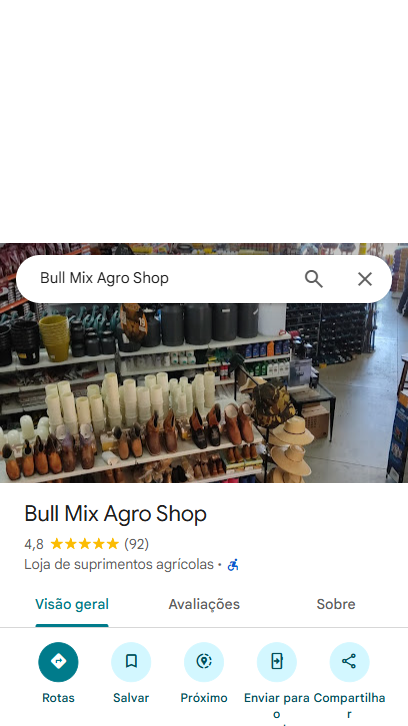 Bull Mix Agro Shop
Bull Mix Agro Shop
4,8 (92)
Loja de suprimentos agrícolas ·
Visão geral
Avaliações
Sobre
Rotas
Salvar
Próximo
Enviar para
o
Compartilha
r